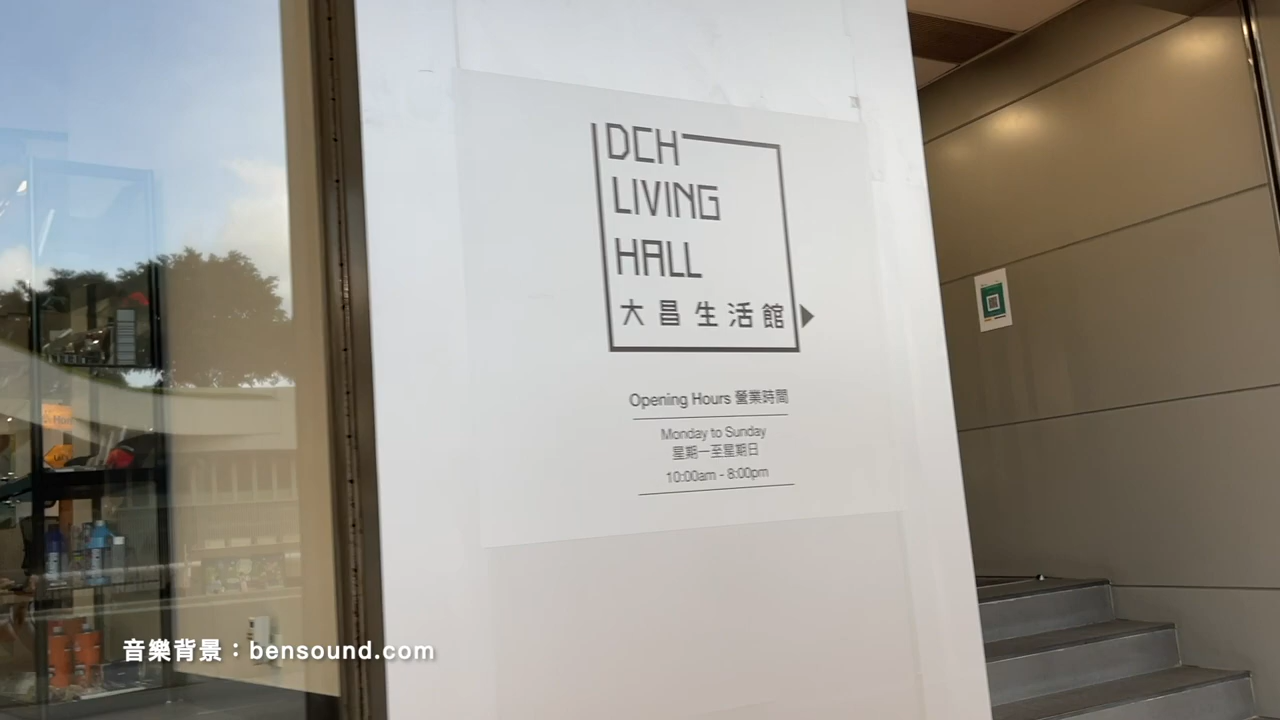 DCH
LIVING
HALL
大昌生活館
Opening Hours 營業時間
Monday to Sunday
星期一至星期日
10:00am - 8:00pm
音樂背景：bensound.com